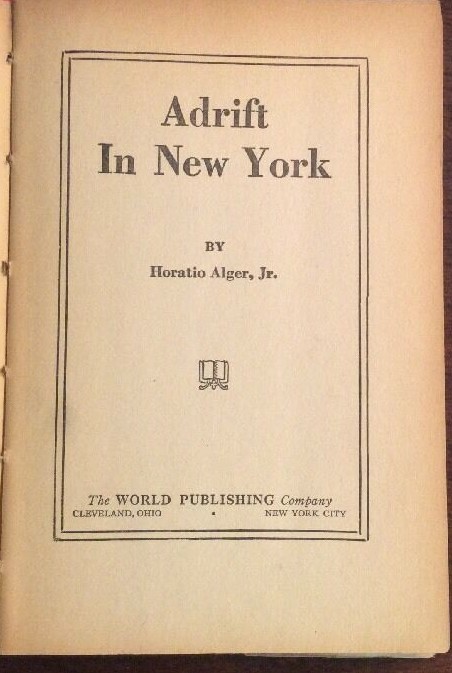 Adrift
In New York
BY
Horatio Alger, Jr.
The WORLD PUBLISHING Company
CLEVELAND, OHIO • NEW YORK CITY